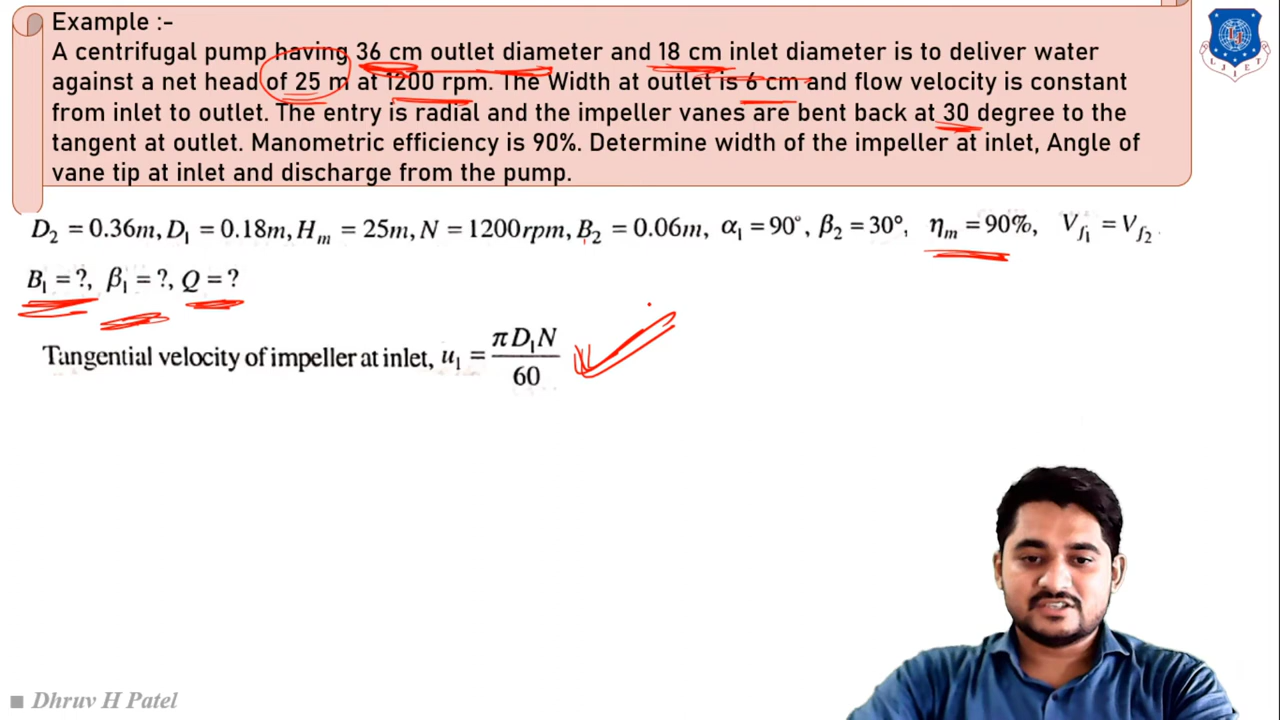 Example :-
A centrifugal pump having 36 cm outlet diameter and 18 cm inlet diameter is to deliver water
against a net head of 25 m at 1200 rpm. The Width at outlet is 6 cm and flow velocity is constant
from inlet to outlet. The entry is radial and the impeller vanes are bent back at 30 degree to the
tangent at outlet. Manometric efficiency is 90%. Determine width of the impeller at inlet, Angle of
vane tip at inlet and discharge from the pump.
D₂ = 0.36m, D₁ = 0.18m, Hₘ = 25m, N = 1200rpm, B₂ = 0.06m, α₁ = 90°, β₂ = 30°, ηₘ = 90%, V_f₁ = V_f₂
B₁ = ?, β₁ = ?, Q = ?
Tangential velocity of impeller at inlet, u₁ = πD₁N / 60
LJIET
Dhruv H Patel